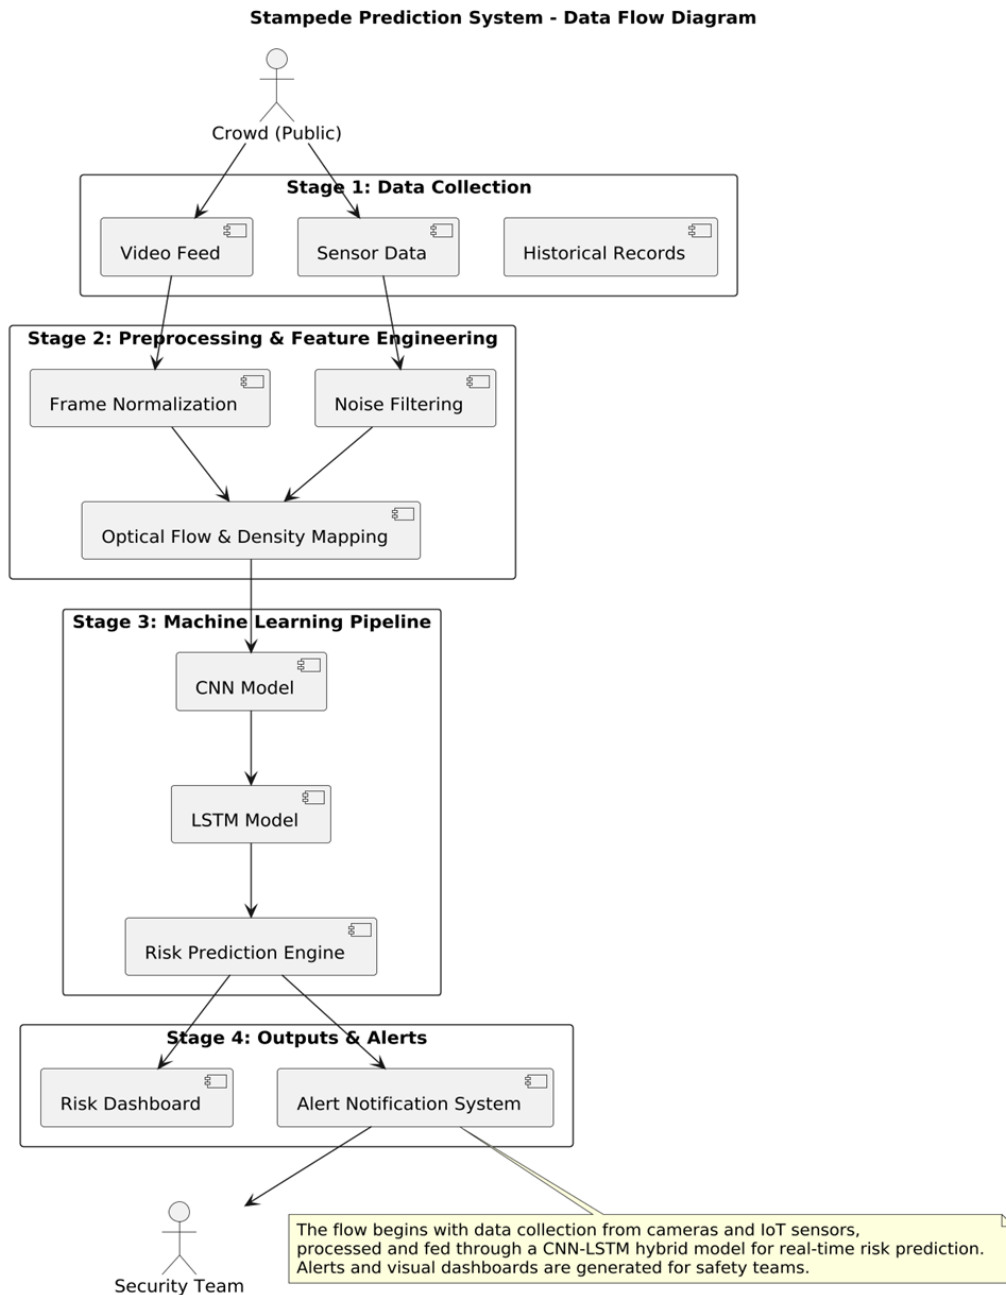 Stampede Prediction System - Data Flow Diagram
Crowd (Public)
Stage 1: Data Collection
Video Feed
Sensor Data
Historical Records
Stage 2: Preprocessing & Feature Engineering
Frame Normalization
Noise Filtering
Optical Flow & Density Mapping
Stage 3: Machine Learning Pipeline
CNN Model
LSTM Model
Risk Prediction Engine
Stage 4: Outputs & Alerts
Risk Dashboard
Alert Notification System
The flow begins with data collection from cameras and IoT sensors,
processed and fed through a CNN-LSTM hybrid model for real-time risk prediction.
Alerts and visual dashboards are generated for safety teams.
Security Team